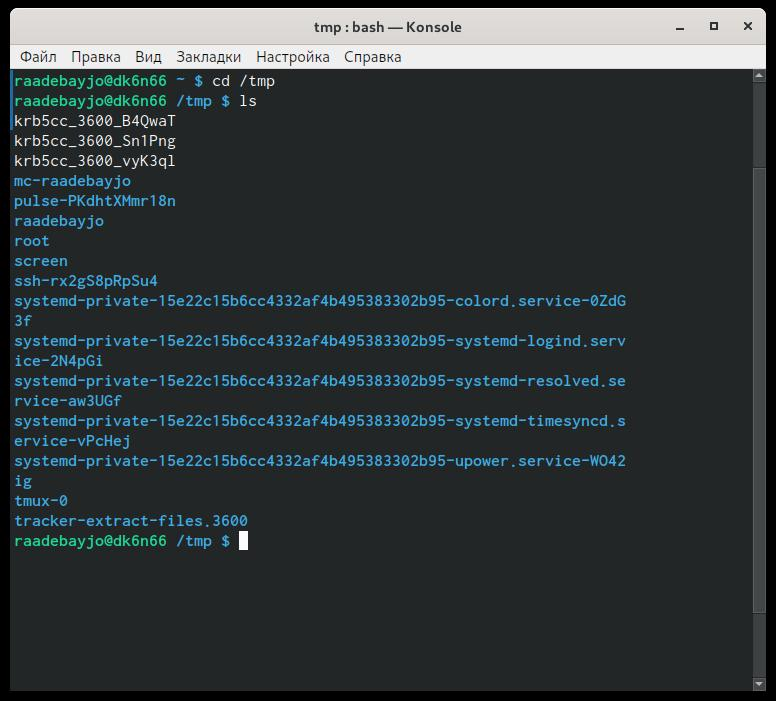 tmp : bash — Konsole
Файл Правка Вид Закладки Настройка Справка
raadebayjo@dk6n66 ~ $ cd /tmp
raadebayjo@dk6n66 /tmp $ ls
krb5cc_3600_B4QwaT
krb5cc_3600_Sn1Png
krb5cc_3600_vyK3ql
mc-raadebayjo
pulse-PKdhtXMmr18n
raadebayjo
root
screen
ssh-rx2gS8pRpSu4
systemd-private-15e22c15b6cc4332af4b495383302b95-colord.service-0ZdG
3f
systemd-private-15e22c15b6cc4332af4b495383302b95-systemd-logind.serv
ice-2N4pGi
systemd-private-15e22c15b6cc4332af4b495383302b95-systemd-resolved.se
rvice-aw3UGf
systemd-private-15e22c15b6cc4332af4b495383302b95-systemd-timesyncd.s
ervice-vPcHej
systemd-private-15e22c15b6cc4332af4b495383302b95-upower.service-WO42
ig
tmux-0
tracker-extract-files.3600
raadebayjo@dk6n66 /tmp $